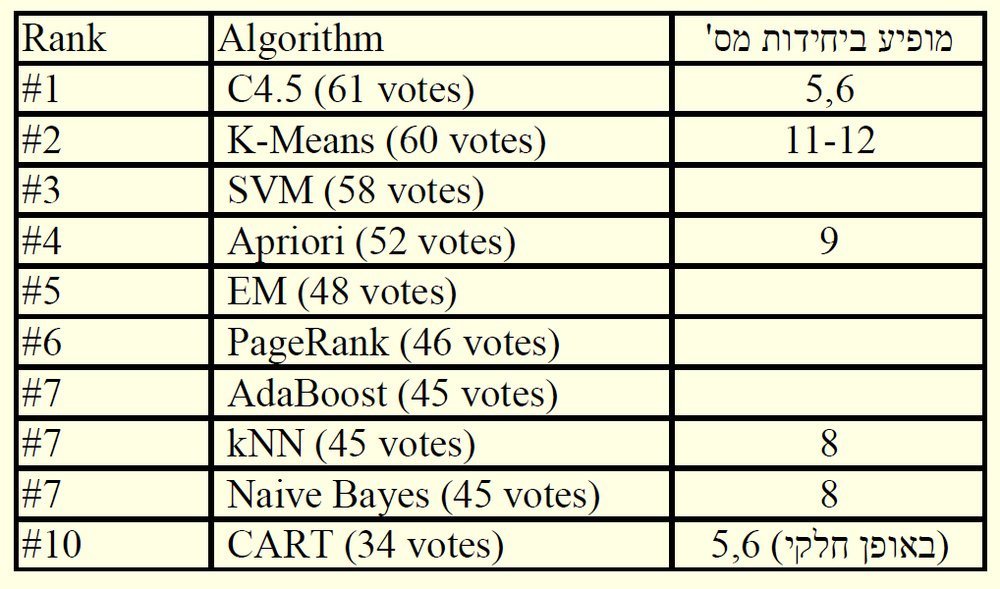 Rank Algorithm מופיע ביחידות מס'
#1 C4.5 (61 votes) 5,6
#2 K-Means (60 votes) 11-12
#3 SVM (58 votes)
#4 Apriori (52 votes) 9
#5 EM (48 votes)
#6 PageRank (46 votes)
#7 AdaBoost (45 votes)
#7 kNN (45 votes) 8
#7 Naive Bayes (45 votes) 8
#10 CART (34 votes) 5,6 (באופן חלקי)